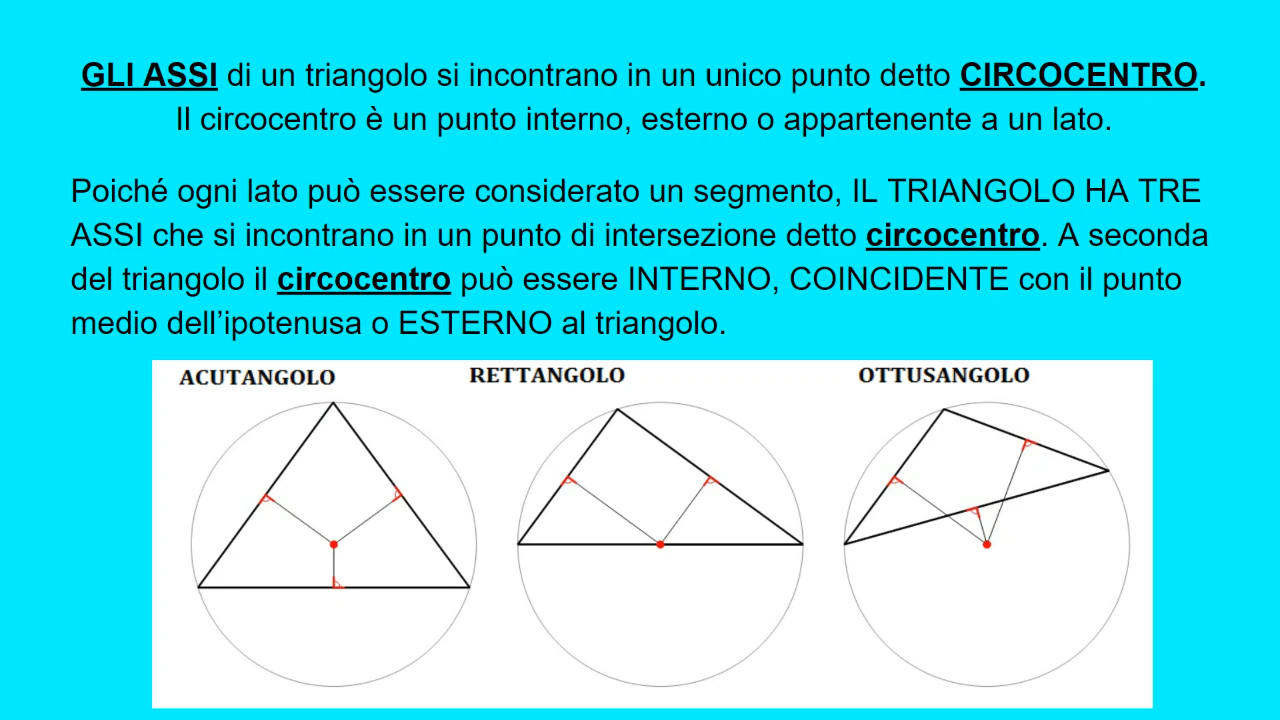 GLI ASSI di un triangolo si incontrano in un unico punto detto CIRCOCENTRO.
Il circocentro è un punto interno, esterno o appartenente a un lato.
Poiché ogni lato può essere considerato un segmento, IL TRIANGOLO HA TRE
ASSI che si incontrano in un punto di intersezione detto circocentro. A seconda
del triangolo il circocentro può essere INTERNO, COINCIDENTE con il punto
medio dell’ipotenusa o ESTERNO al triangolo.
ACUTANGOLO RETTANGOLO OTTUSANGOLO